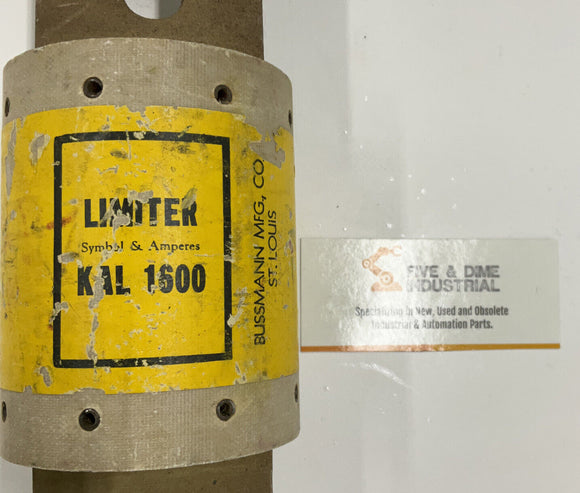 LIMITER
Symbol & Amperes
KAL 1600
BUSSMANN MFG, CO
ST. LOUIS
FIVE & DIME
INDUSTRIAL
Specializing in New, Used and Obsolete
Industrial & Automation Parts.